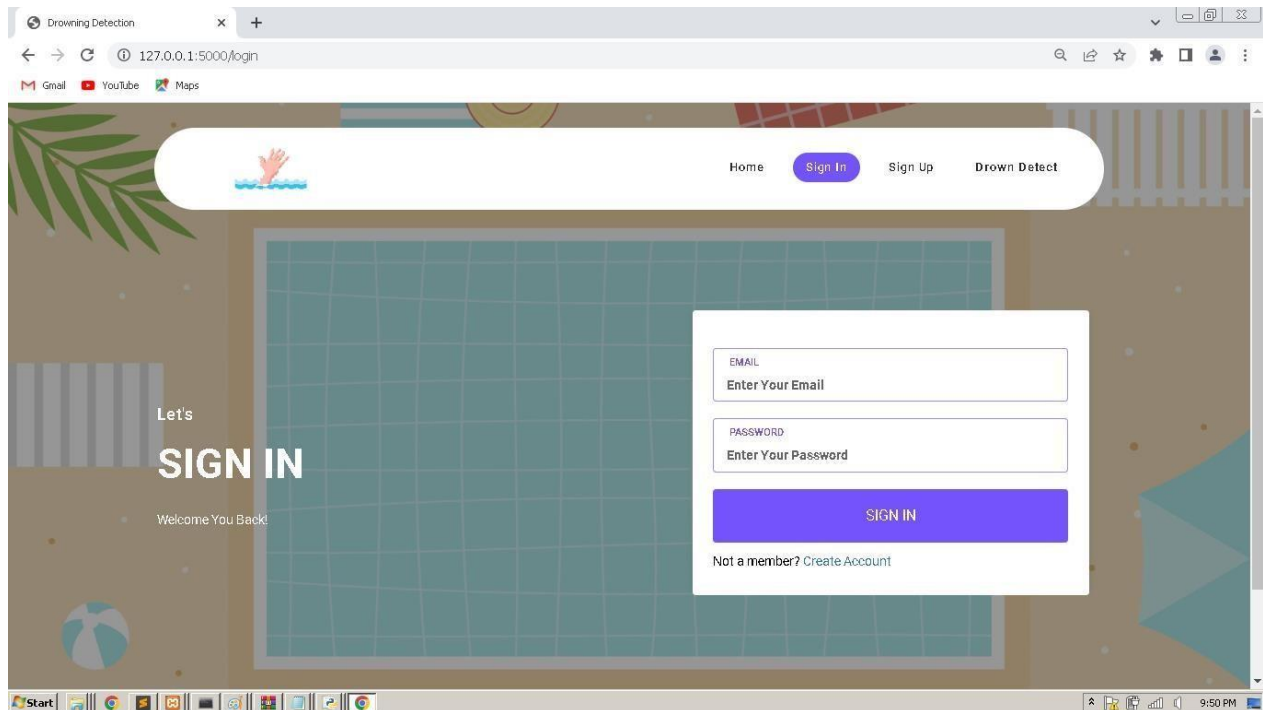 Drowning Detection
127.0.0.1:5000/login
Gmail YouTube Maps
Home Sign In Sign Up Drown Detect
Let's
SIGN IN
Welcome You Back!
EMAIL
Enter Your Email
PASSWORD
Enter Your Password
SIGN IN
Not a member? Create Account
Start 9:50 PM